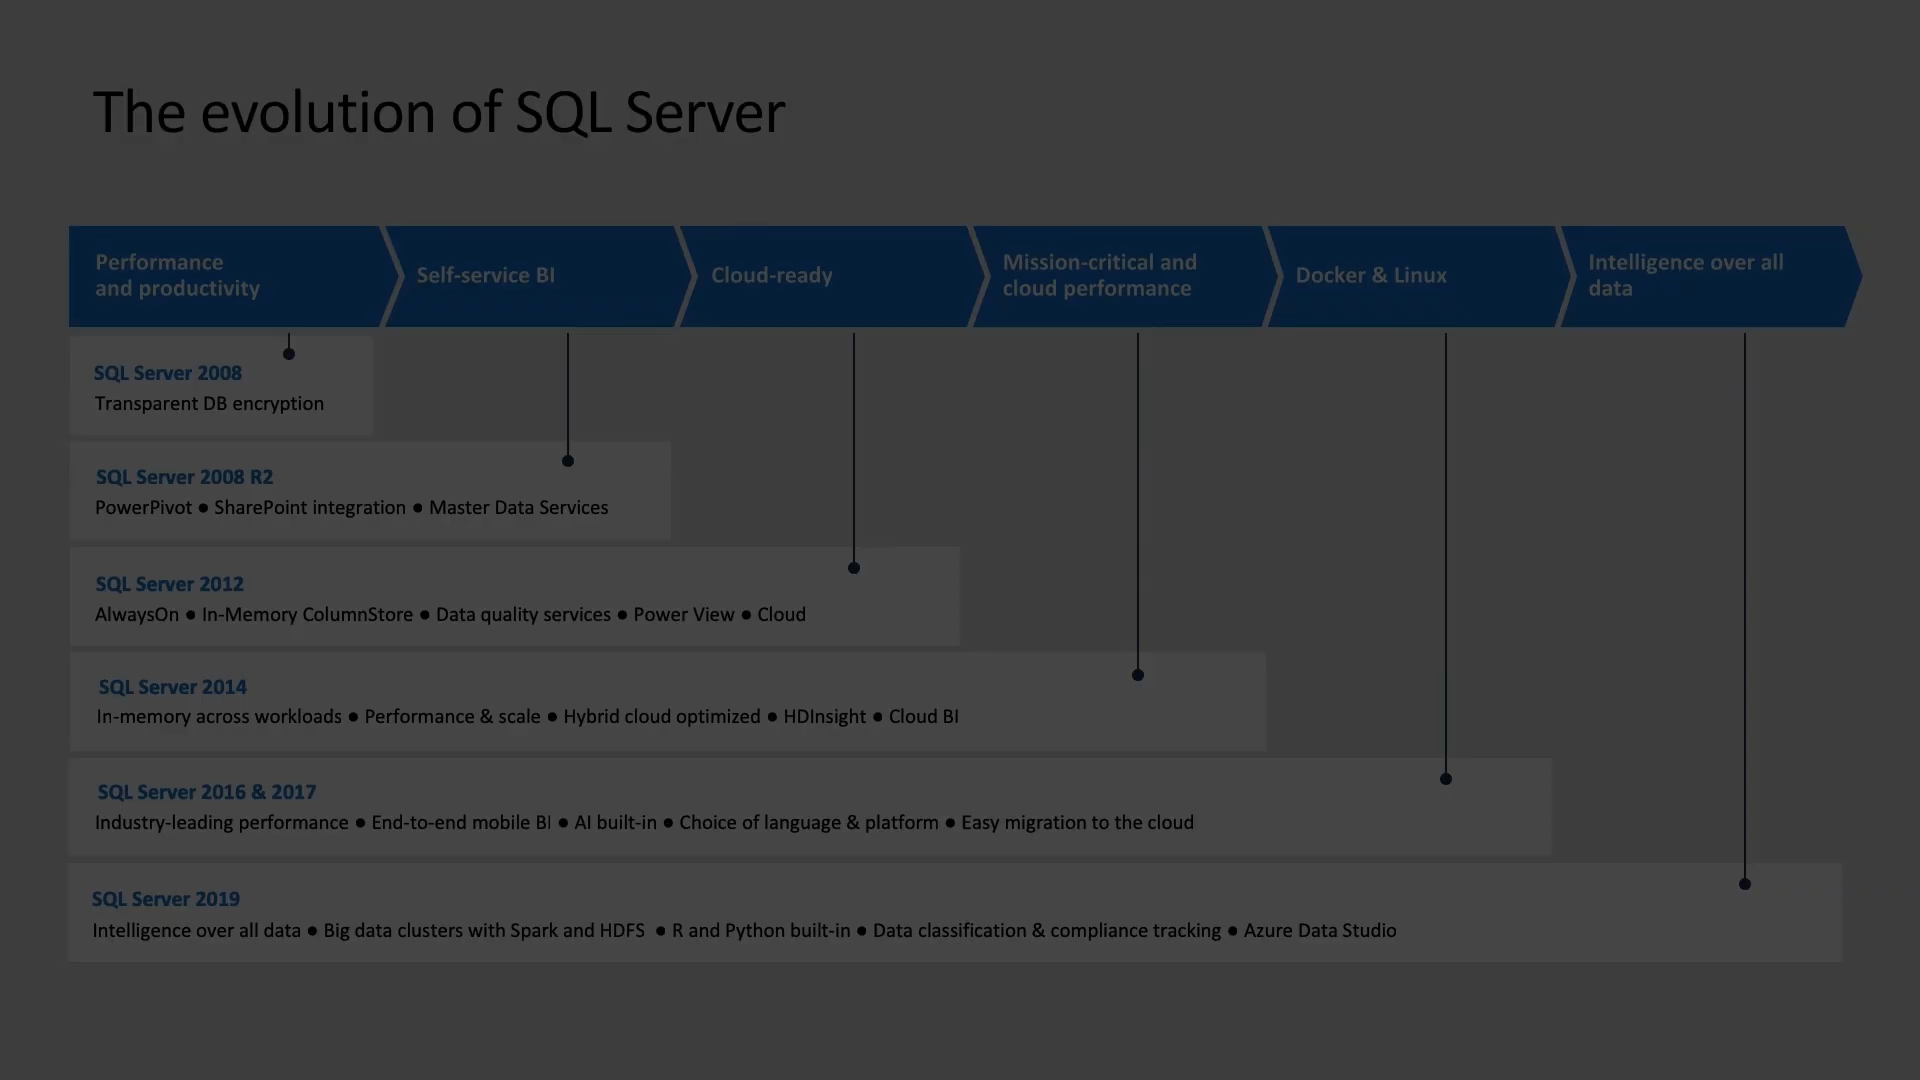 The evolution of SQL Server
Performance
and productivity
Self-service BI
Cloud-ready
Mission-critical and
cloud performance
Docker & Linux
Intelligence over all
data
SQL Server 2008
Transparent DB encryption
SQL Server 2008 R2
PowerPivot ● SharePoint integration ● Master Data Services
SQL Server 2012
AlwaysOn ● In-Memory ColumnStore ● Data quality services ● Power View ● Cloud
SQL Server 2014
In-memory across workloads ● Performance & scale ● Hybrid cloud optimized ● HDInsight ● Cloud BI
SQL Server 2016 & 2017
Industry-leading performance ● End-to-end mobile BI ● AI built-in ● Choice of language & platform ● Easy migration to the cloud
SQL Server 2019
Intelligence over all data ● Big data clusters with Spark and HDFS ● R and Python built-in ● Data classification & compliance tracking ● Azure Data Studio